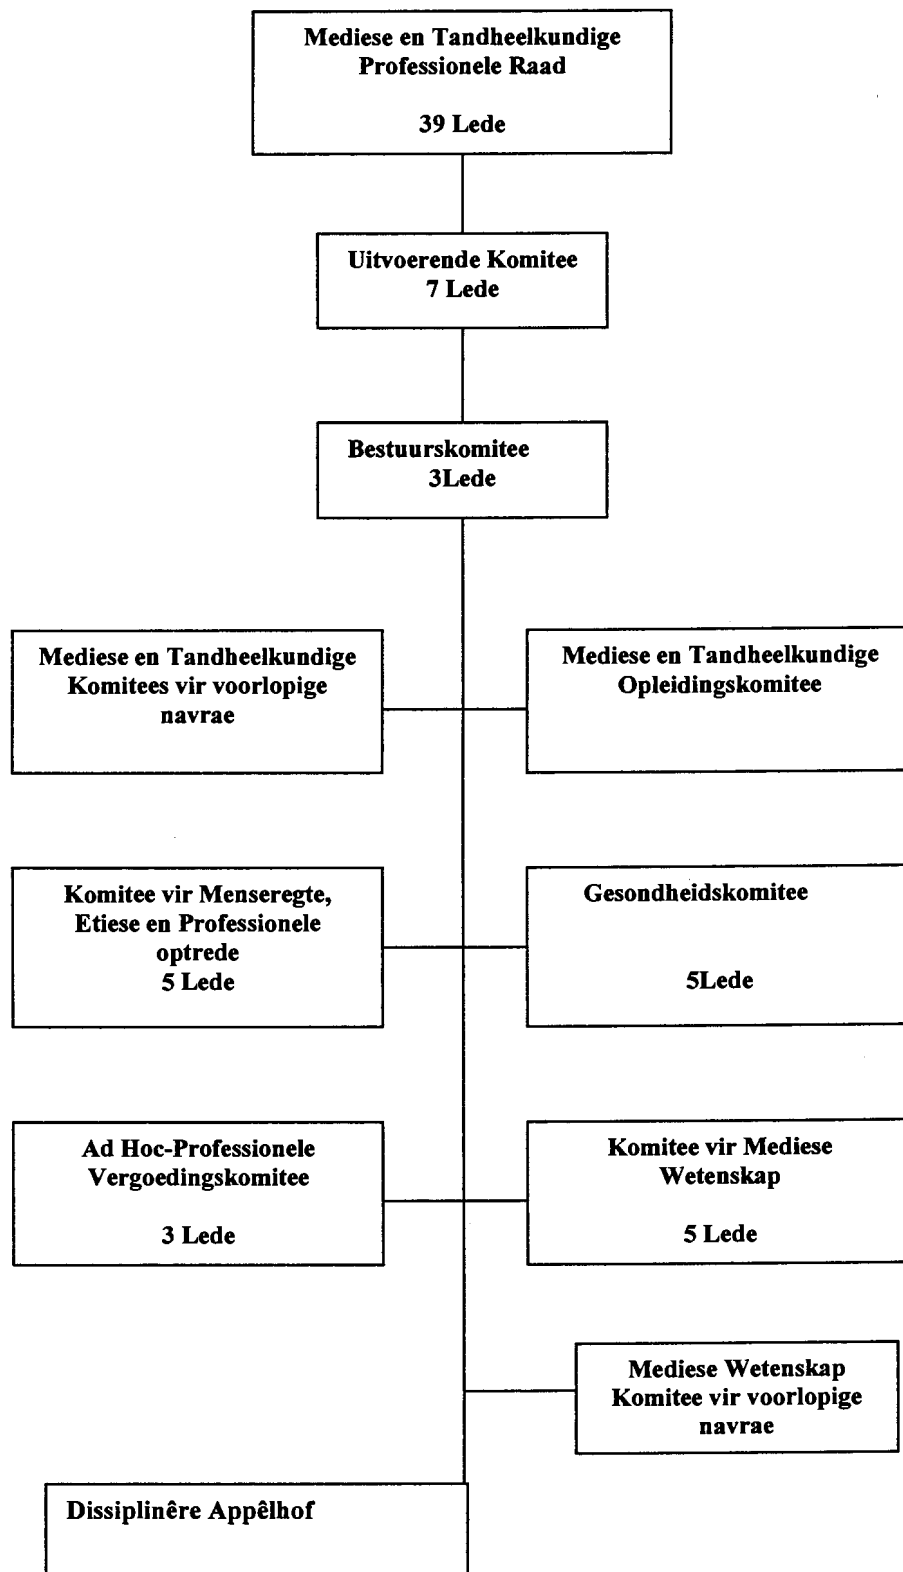 Mediese en Tandheelkundige
Professionele Raad
39 Lede
Uitvoerende Komitee
7 Lede
Bestuurskomitee
3Lede
Mediese en Tandheelkundige
Komitees vir voorlopige
navrae
Mediese en Tandheelkundige
Opleidingskomitee
Komitee vir Menseregte,
Etiese en Professionele
optrede
5 Lede
Gesondheidskomitee
5Lede
Ad Hoc-Professionele
Vergoedingskomitee
3 Lede
Komitee vir Mediese
Wetenskap
5 Lede
Mediese Wetenskap
Komitee vir voorlopige
navrae
Dissiplinêre Appêlhof